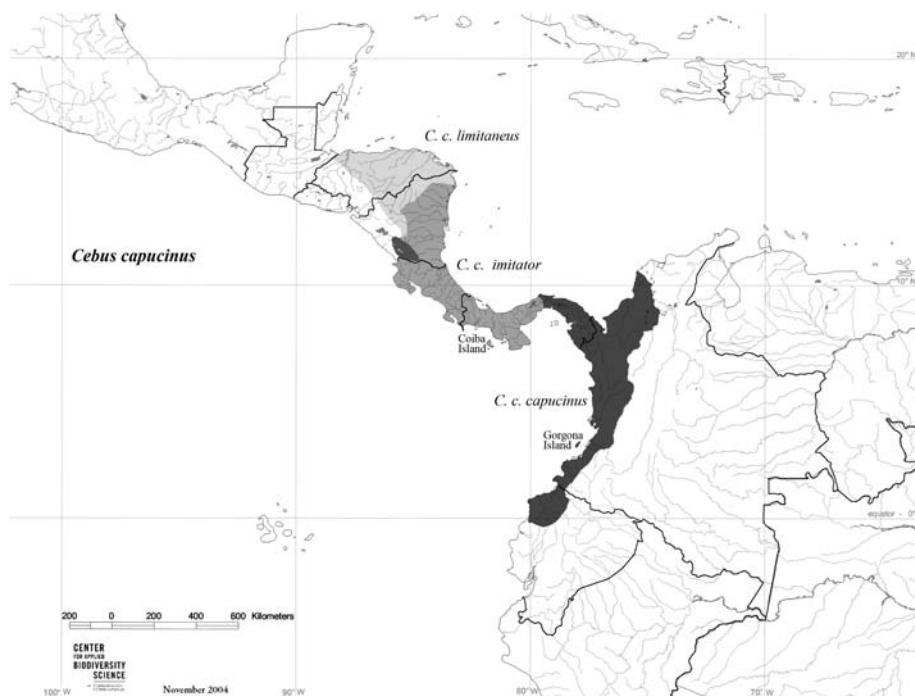 20° N
C. c. limitaneus
Cebus capucinus
C. c. imitator
10° N
Coiba
Island
C. c. capucinus
Gorgona
Island
equator - 0°
200 0 200 400 600 Kilometers
CENTER
FOR APPLIED
BIODIVERSITY
SCIENCE
November 2004
100° W
90° W
80° W
70° W